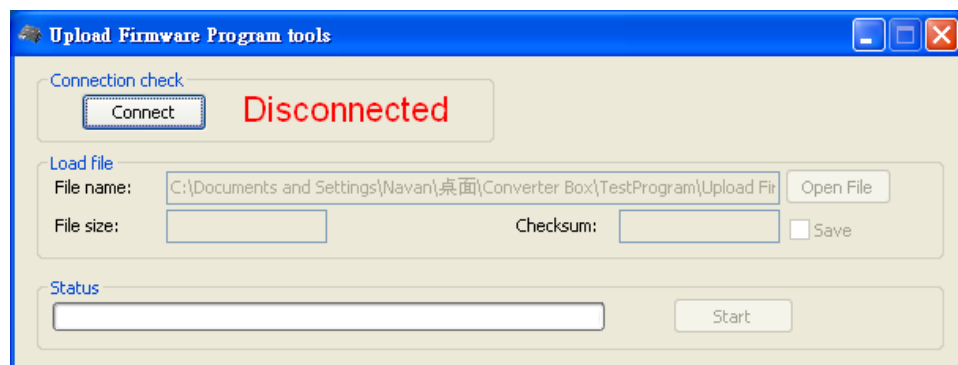 Upload Firmware Program tools
Connection check
Connect Disconnected
Load file
File name: C:\Documents and Settings\Navan\桌面\Converter Box\TestProgram\Upload Fir Open File
File size: Checksum: Save
Status
Start